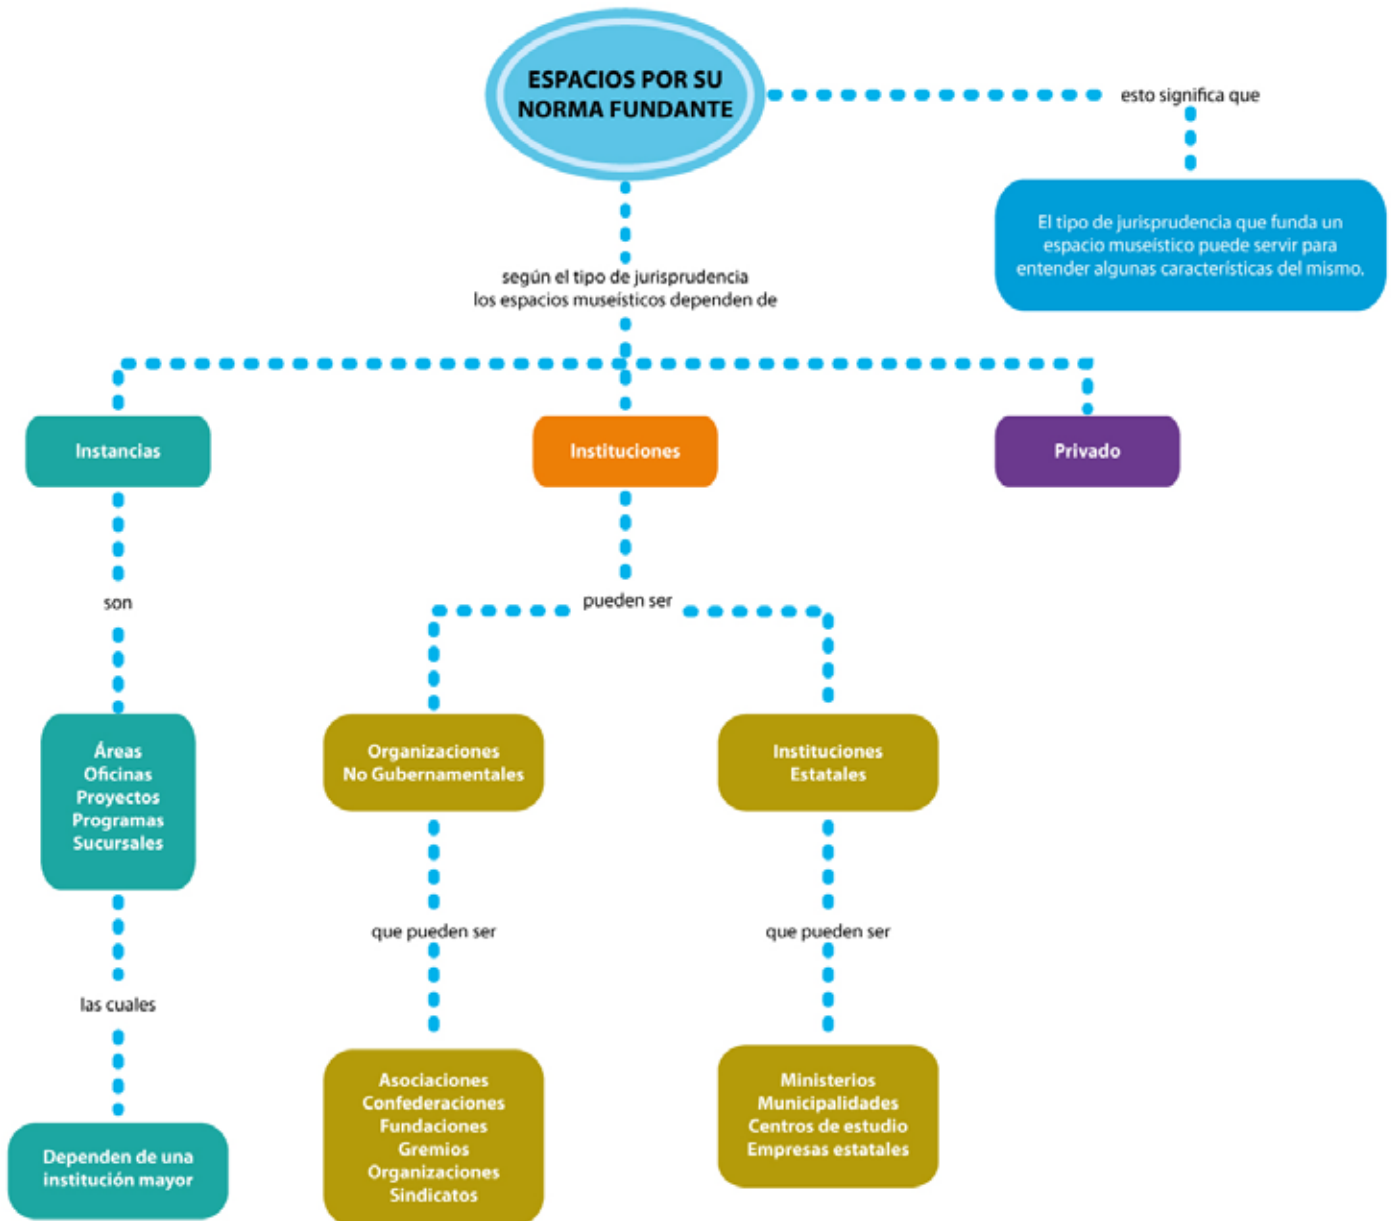 ESPACIOS POR SU
NORMA FUNDANTE
esto significa que
El tipo de jurisprudencia que funda un
espacio museístico puede servir para
entender algunas características del mismo.
según el tipo de jurisprudencia
los espacios museísticos dependen de
Instancias
Instituciones
Privado
son
pueden ser
Áreas
Oficinas
Proyectos
Programas
Sucursales
Organizaciones
No Gubernamentales
Instituciones
Estatales
que pueden ser
que pueden ser
las cuales
Dependen de una
institución mayor
Asociaciones
Confederaciones
Fundaciones
Gremios
Organizaciones
Sindicatos
Ministerios
Municipalidades
Centros de estudio
Empresas estatales